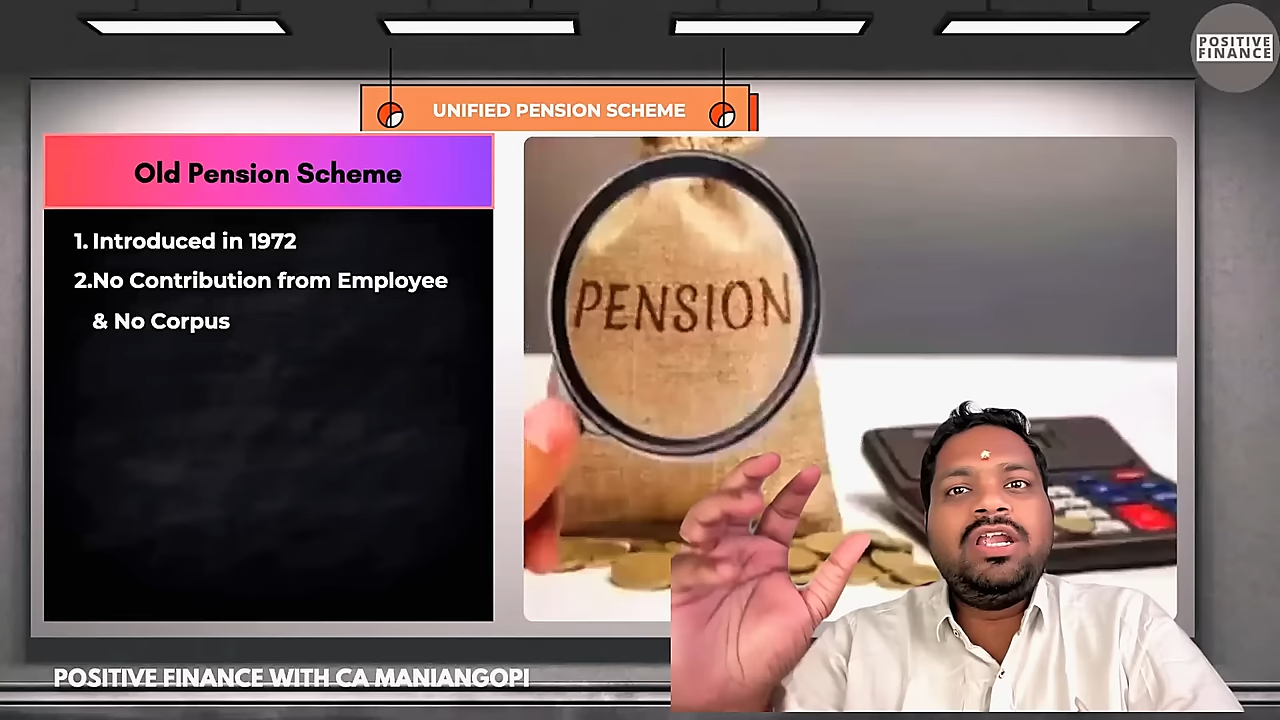 POSITIVE
FINANCE
UNIFIED PENSION SCHEME
Old Pension Scheme
1. Introduced in 1972
2.No Contribution from Employee
& No Corpus
PENSION
POSITIVE FINANCE WITH CA MANIANGOPI